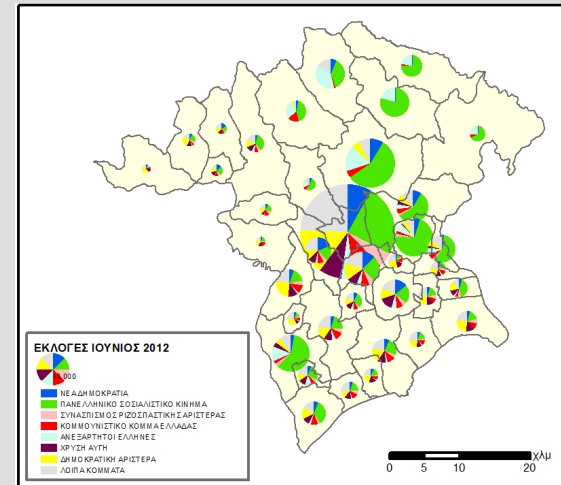 ΕΚΛΟΓΕΣ ΙΟΥΝΙΟΣ 2012
ΝΕΑ ΔΗΜΟΚΡΑΤΙΑ
ΠΑΝΕΛΛΗΝΙΚΟ ΣΟΣΙΑΛΙΣΤΙΚΟ ΚΙΝΗΜΑ
ΣΥΝΑΣΠΙΣΜΟΣ ΡΙΖΟΣΠΑΣΤΙΚΗΣ ΑΡΙΣΤΕΡΑΣ
ΚΟΜΜΟΥΝΙΣΤΙΚΟ ΚΟΜΜΑ ΕΛΛΑΔΑΣ
ΑΝΕΞΑΡΤΗΤΟΙ ΕΛΛΗΝΕΣ
ΧΡΥΣΗ ΑΥΓΗ
ΔΗΜΟΚΡΑΤΙΚΗ ΑΡΙΣΤΕΡΑ
ΛΟΙΠΑ ΚΟΜΜΑΤΑ
χλμ
0 5 10 20